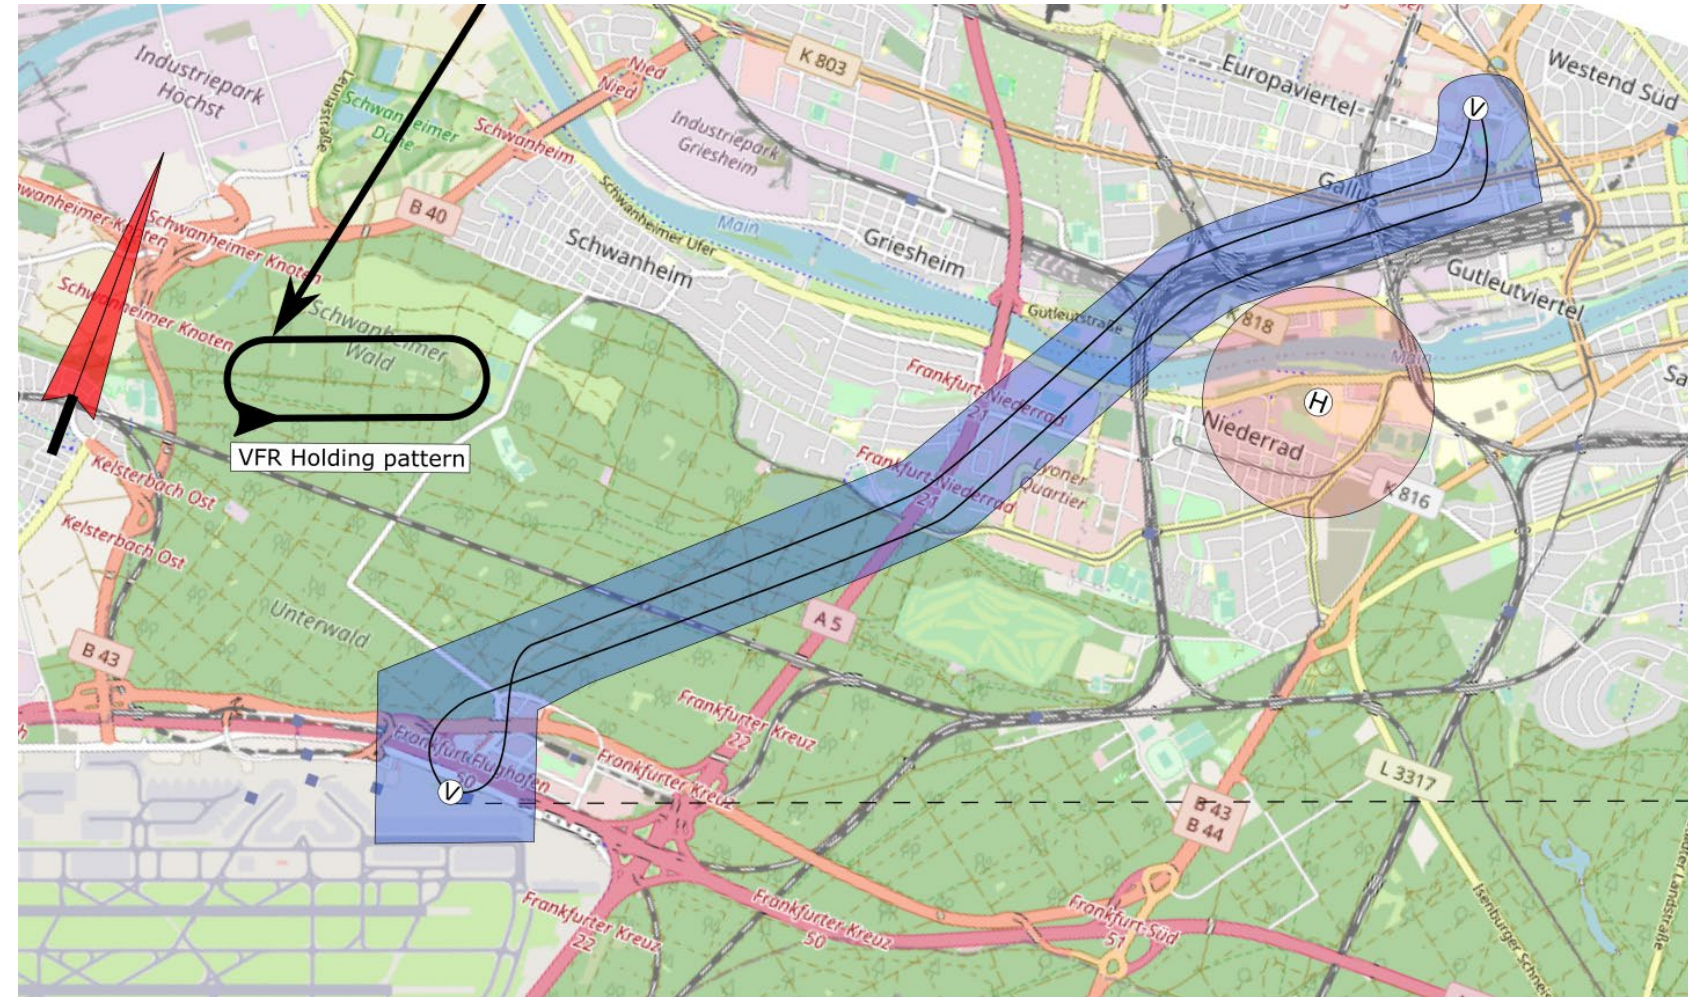 Industriepark
Höchst
Leunastraße
Schwanheimer
Düne
Nied
Nied
K 803
Europaviertel
Westend Süd
V
Schwanheim
Industriepark
Griesheim
B 40
Schwanheimer Knoten
Schwanheimer Ufer
Main
Schwanheim
Griesheim
Gallus
Gutleutviertel
Schwanheimer Knoten
Schwanheimer
Wald
Gutleutstraße
K 818
Main
Frankfurt-Niederrad
21
H
Niederrad
VFR Holding pattern
Kelsterbach Ost
Kelsterbach Ost
Frankfurt-Niederrad
21
Lyoner
Quartier
K 816
Unterwald
A 5
B 43
Frankfurter Kreuz
22
Frankfurt-Flughafen
50
V
Frankfurter Kreuz
L 3317
B 43
B 44
Frankfurter Kreuz
22
Frankfurter Kreuz
50
Frankfurt-Süd
51